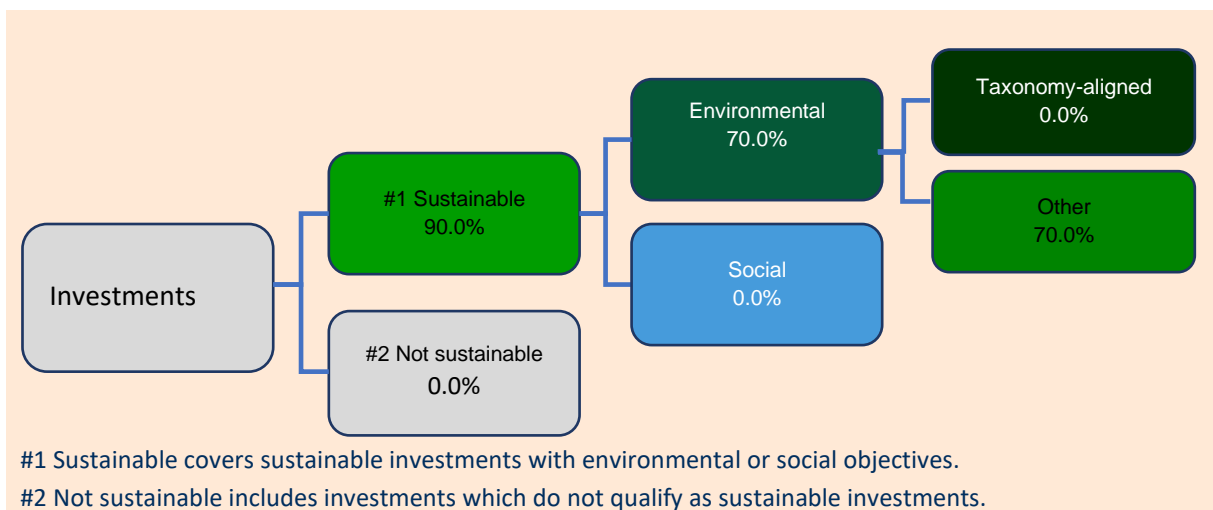 Investments
#1 Sustainable
90.0%
#2 Not sustainable
0.0%
Environmental
70.0%
Social
0.0%
Taxonomy-aligned
0.0%
Other
70.0%
#1 Sustainable covers sustainable investments with environmental or social objectives.
#2 Not sustainable includes investments which do not qualify as sustainable investments.